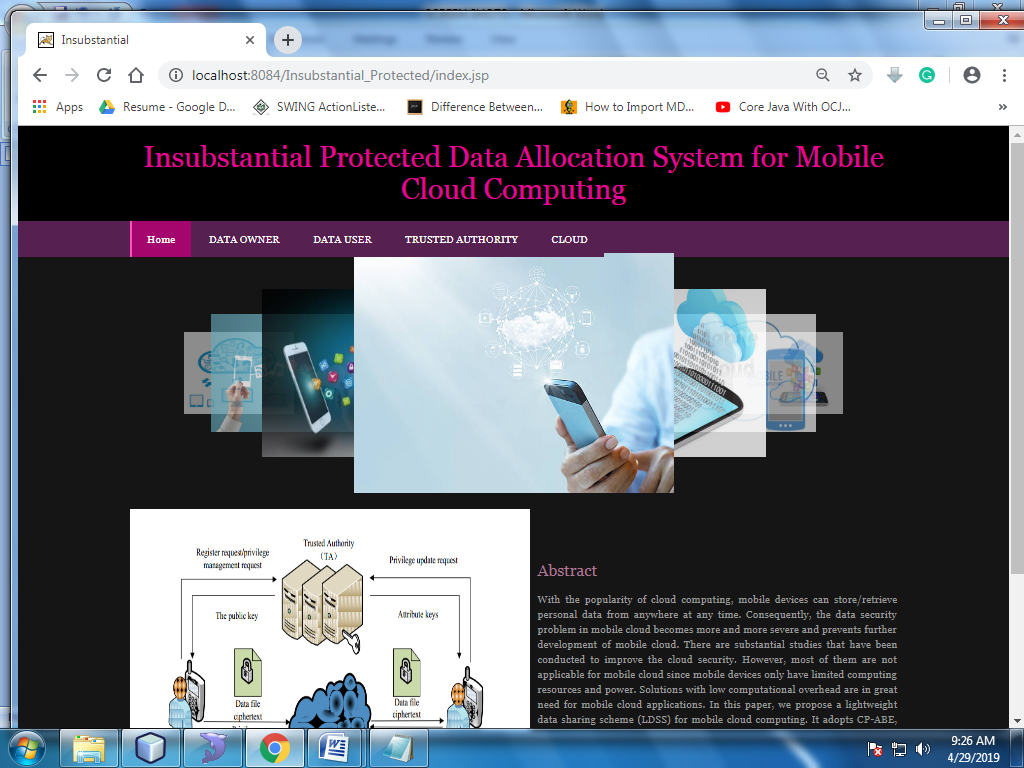 Insubstantial
localhost:8084/Insubstantial_Protected/index.jsp
Apps
Resume - Google D...
SWING ActionListe...
Difference Between...
How to Import MD...
Core Java With OCJ...
»
Insubstantial Protected Data Allocation System for Mobile
Cloud Computing
Home
DATA OWNER
DATA USER
TRUSTED AUTHORITY
CLOUD
Trusted Authority
(TA)
Register request/privilege
management request
Privilege update request
The public key
Attribute keys
Data file
ciphertext
Data file
ciphertext
Abstract
With the popularity of cloud computing, mobile devices can store/retrieve
personal data from anywhere at any time. Consequently, the data security
problem in mobile cloud becomes more and more severe and prevents further
development of mobile cloud. There are substantial studies that have been
conducted to improve the cloud security. However, most of them are not
applicable for mobile cloud since mobile devices only have limited computing
resources and power. Solutions with low computational overhead are in great
need for mobile cloud applications. In this paper, we propose a lightweight
data sharing scheme (LDSS) for mobile cloud computing. It adopts CP-ABE,
9:26 AM
4/29/2019